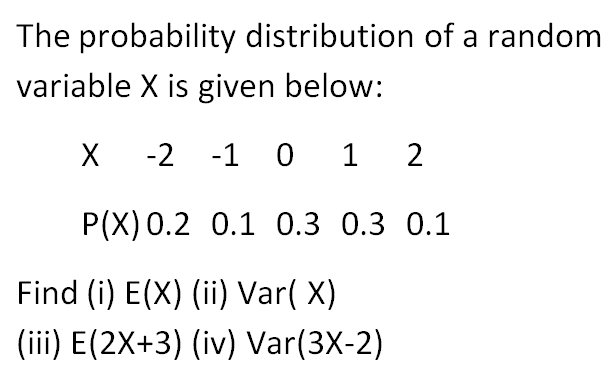 The probability distribution of a random
variable X is given below:
X -2 -1 0 1 2
P(X) 0.2 0.1 0.3 0.3 0.1
Find (i) E(X) (ii) Var( X)
(iii) E(2X+3) (iv) Var(3X-2)